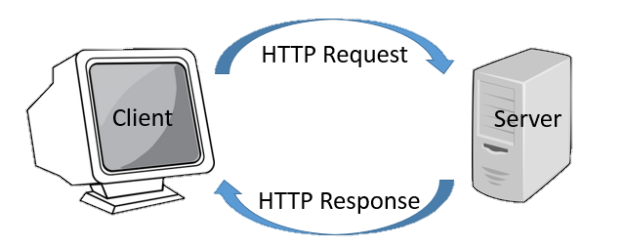 HTTP Request
Client
Server
HTTP Response